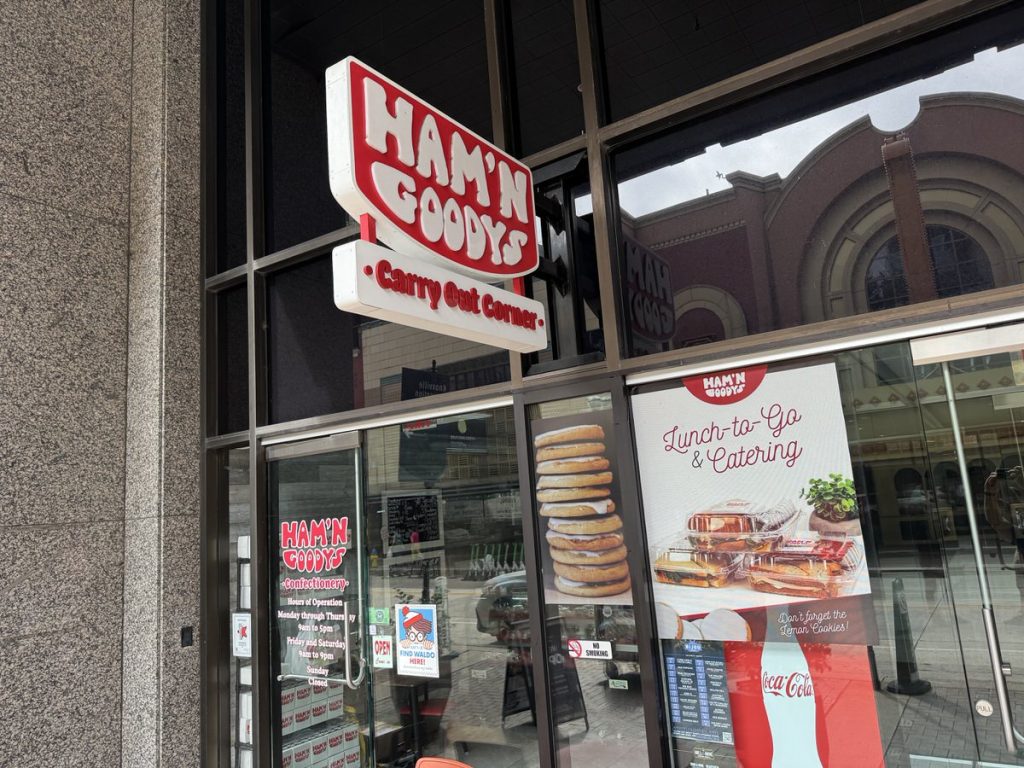 HAM'N
GOODYS
• Carry Out Corner •
HAM'N
GOODYS
Confectionery
Hours of Operation
Monday through Thursday
9am to 5pm
Friday and Saturday
9am to 9pm
Sunday
Closed
OPEN
FIND WALDO
HERE!
NO
SMOKING
HAM'N
GOODYS
Lunch-to-Go
& Catering
Don't forget the
Lemon Cookies!
Coca-Cola
PULL